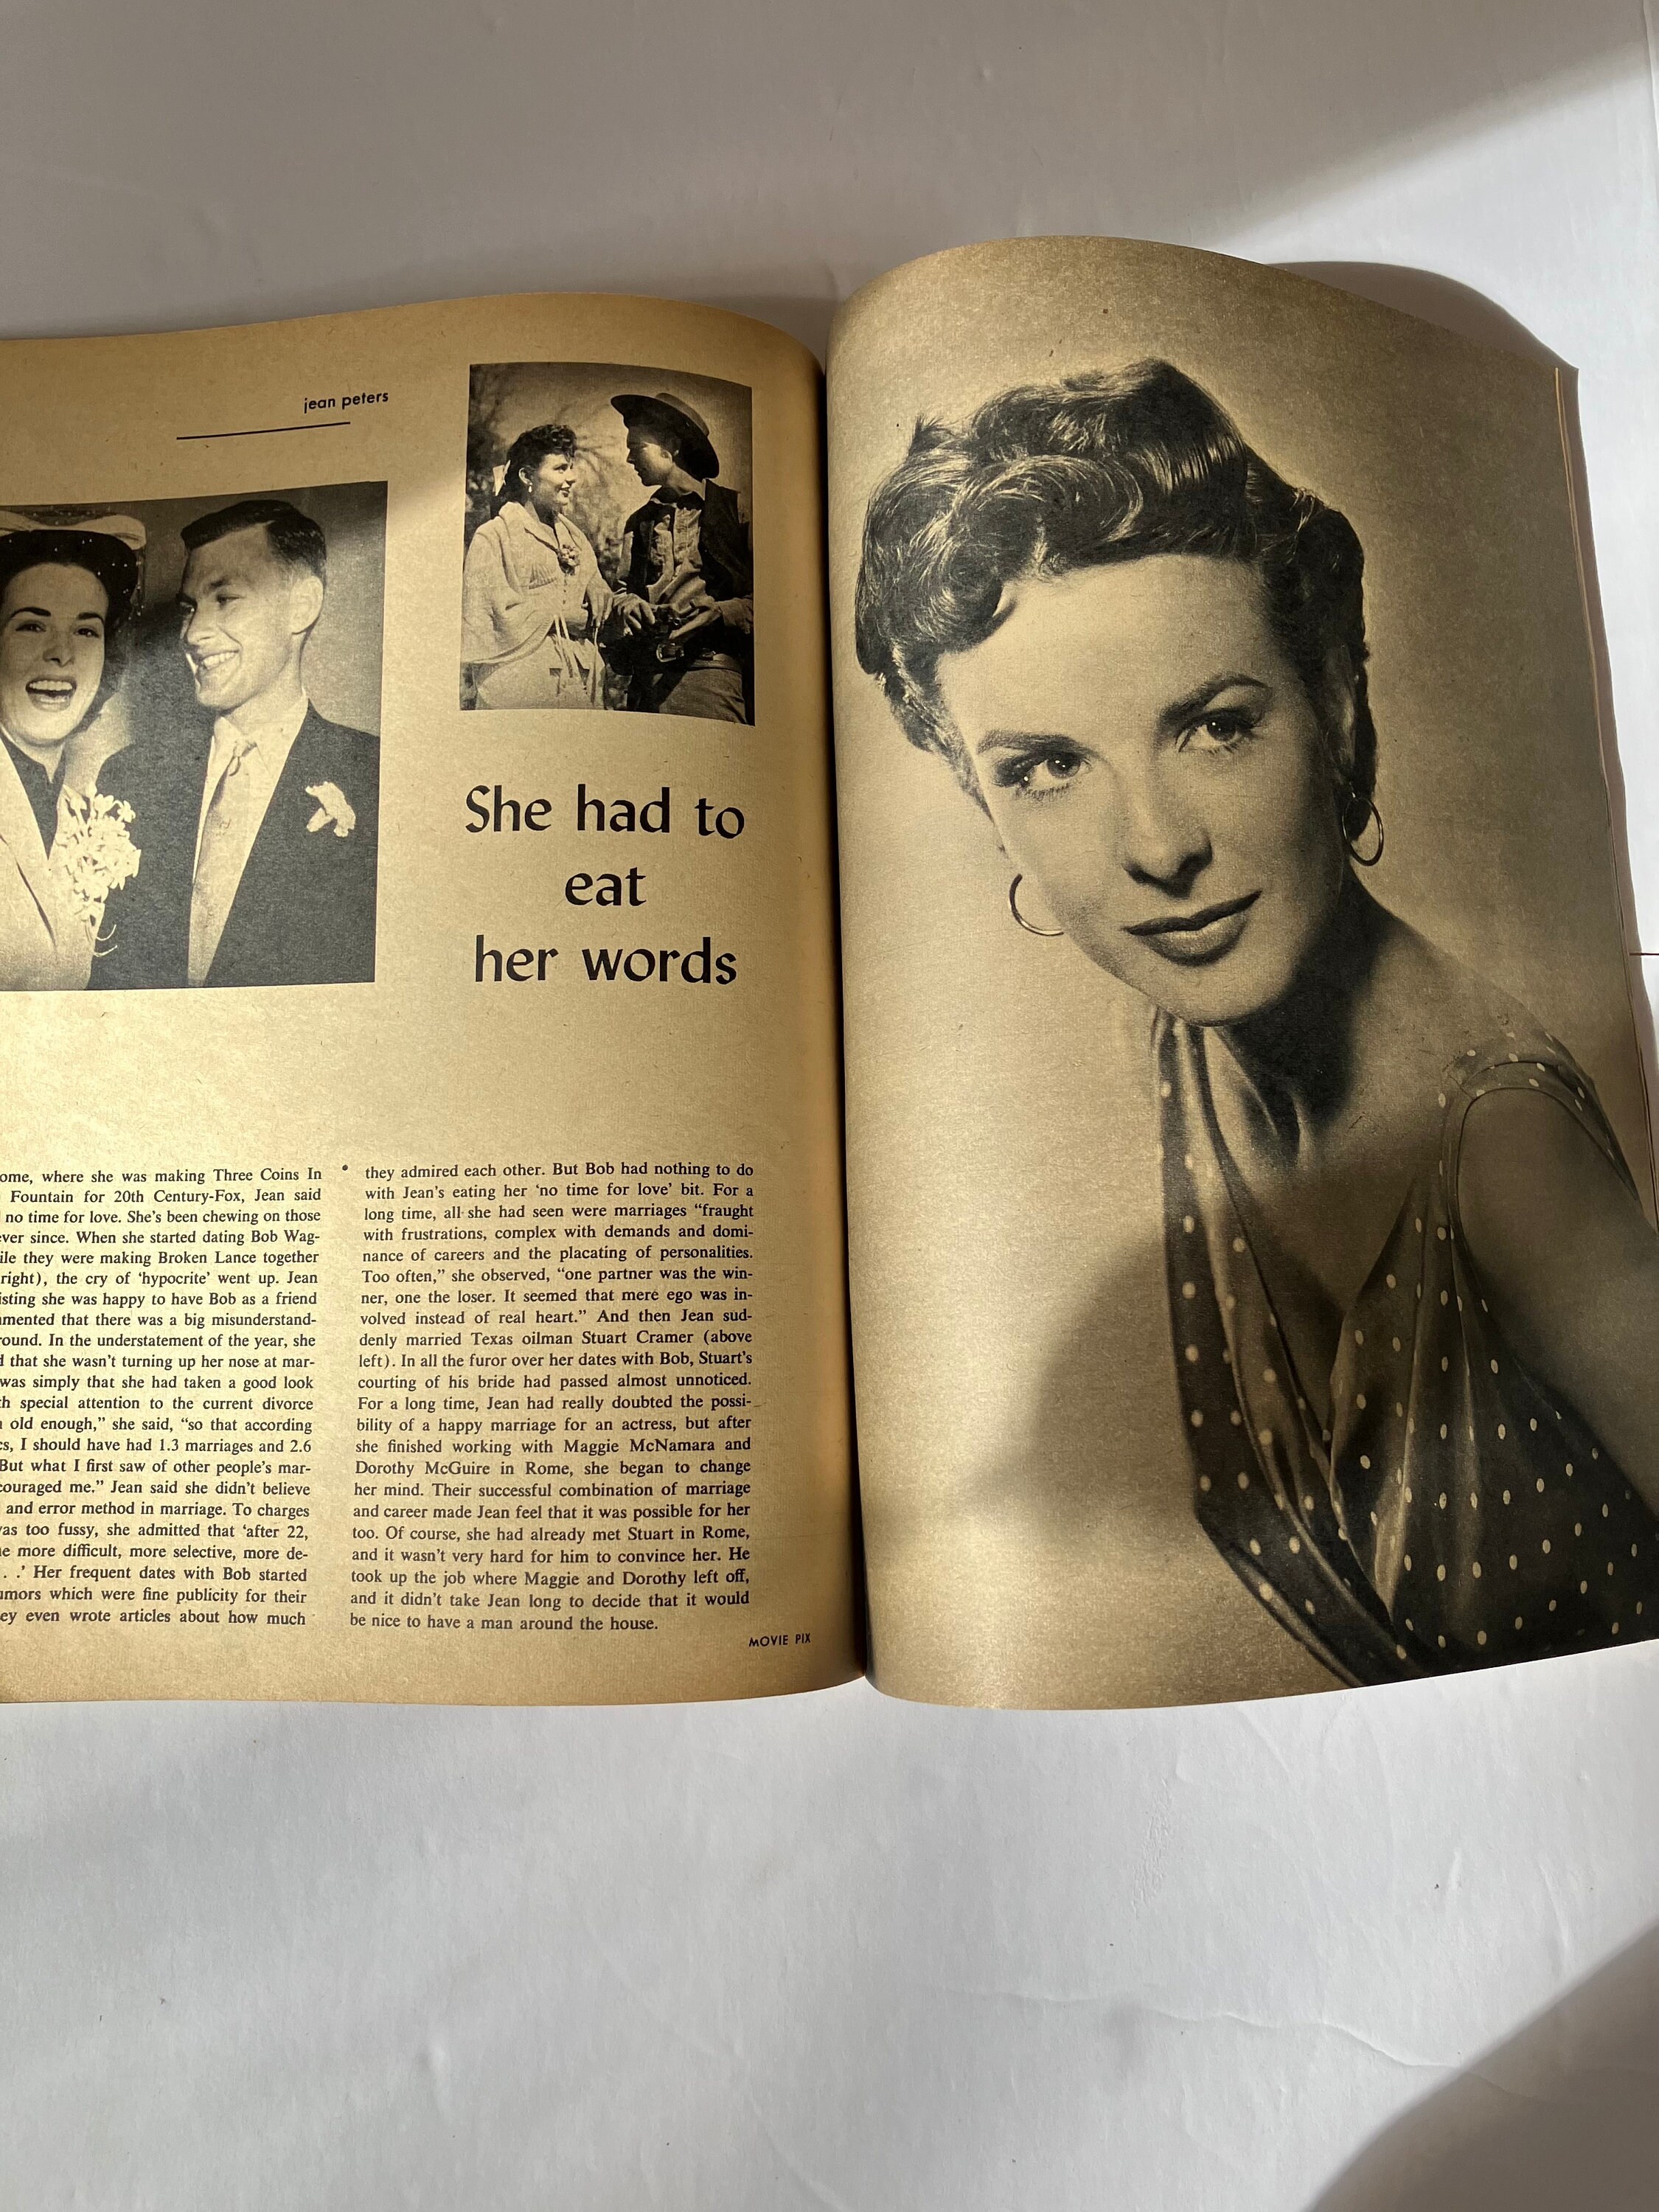 jean peters
She had to
eat
her words
ome, where she was making Three Coins In
Fountain for 20th Century-Fox, Jean said
no time for love. She's been chewing on those
ever since. When she started dating Bob Wag-
ile they were making Broken Lance together
right), the cry of 'hypocrite' went up. Jean
isting she was happy to have Bob as a friend
mented that there was a big misunderstand-
round. In the understatement of the year, she
d that she wasn't turning up her nose at mar-
was simply that she had taken a good look
th special attention to the current divorce
old enough," she said, "so that according
cs, I should have had 1.3 marriages and 2.6
But what I first saw of other people's mar-
couraged me." Jean said she didn't believe
and error method in marriage. To charges
was too fussy, she admitted that 'after 22,
e more difficult, more selective, more de-
. .' Her frequent dates with Bob started
umors which were fine publicity for their
ey even wrote articles about how much
they admired each other. But Bob had nothing to do
with Jean's eating her 'no time for love' bit. For a
long time, all she had seen were marriages "fraught
with frustrations, complex with demands and domi-
nance of careers and the placating of personalities.
Too often," she observed, "one partner was the win-
ner, one the loser. It seemed that mere ego was in-
volved instead of real heart." And then Jean sud-
denly married Texas oilman Stuart Cramer (above
left). In all the furor over her dates with Bob, Stuart's
courting of his bride had passed almost unnoticed.
For a long time, Jean had really doubted the possi-
bility of a happy marriage for an actress, but after
she finished working with Maggie McNamara and
Dorothy McGuire in Rome, she began to change
her mind. Their successful combination of marriage
and career made Jean feel that it was possible for her
too. Of course, she had already met Stuart in Rome,
and it wasn't very hard for him to convince her. He
took up the job where Maggie and Dorothy left off,
and it didn't take Jean long to decide that it would
be nice to have a man around the house.
MOVIE PIX